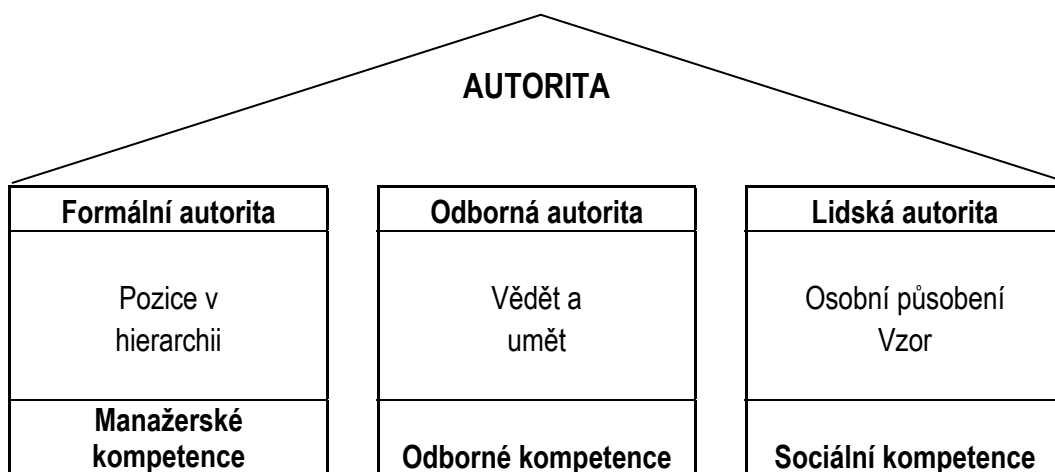 AUTORITA
Formální autorita
Pozice v
hierarchii
Manažerské
kompetence
Odborná autorita
Vědět a
umět
Odborné kompetence
Lidská autorita
Osobní působení
Vzor
Sociální kompetence